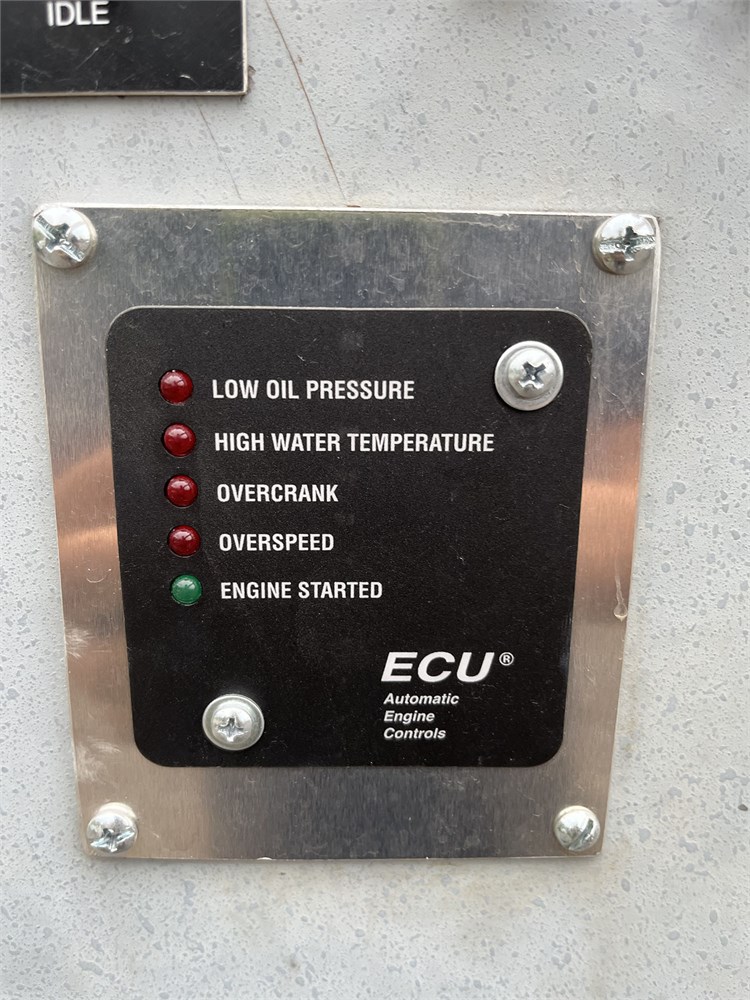 IDLE
LOW OIL PRESSURE
HIGH WATER TEMPERATURE
OVERCRANK
OVERSPEED
ENGINE STARTED
ECU®
Automatic
Engine
Controls